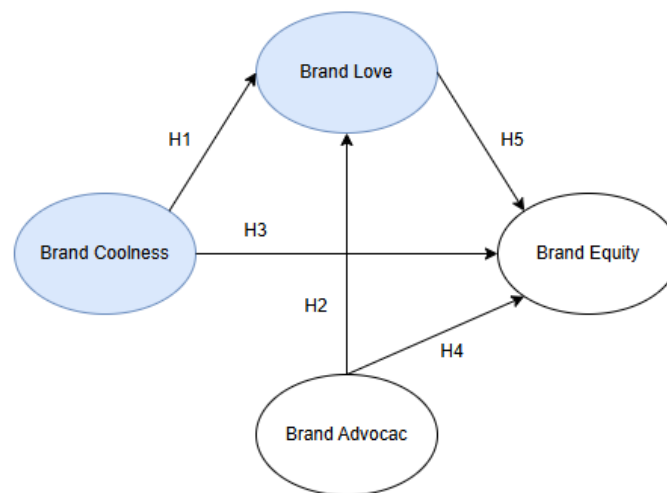 Brand Love
H1
H5
Brand Coolness
H3
Brand Equity
H2
H4
Brand Advocac